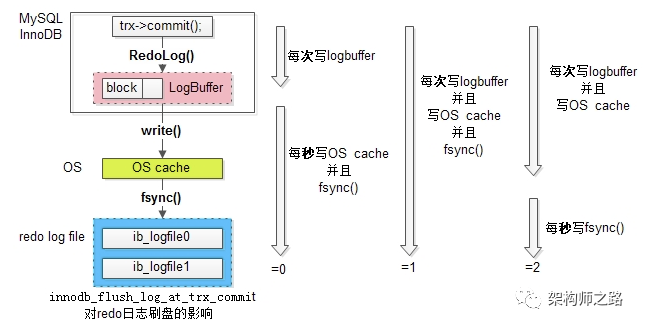 MySQL
InnoDB
trx->commit();
RedoLog()
block
LogBuffer
write()
OS
OS cache
fsync()
redo log file
ib_logfile0
ib_logfile1
innodb_flush_log_at_trx_commit
对redo日志刷盘的影响
每次写logbuffer
每秒写OS cache
并且
fsync()
=0
每次写logbuffer
并且
写OS cache
并且
fsync()
=1
每次写logbuffer
并且
写OS cache
每秒写fsync()
=2
架构师之路